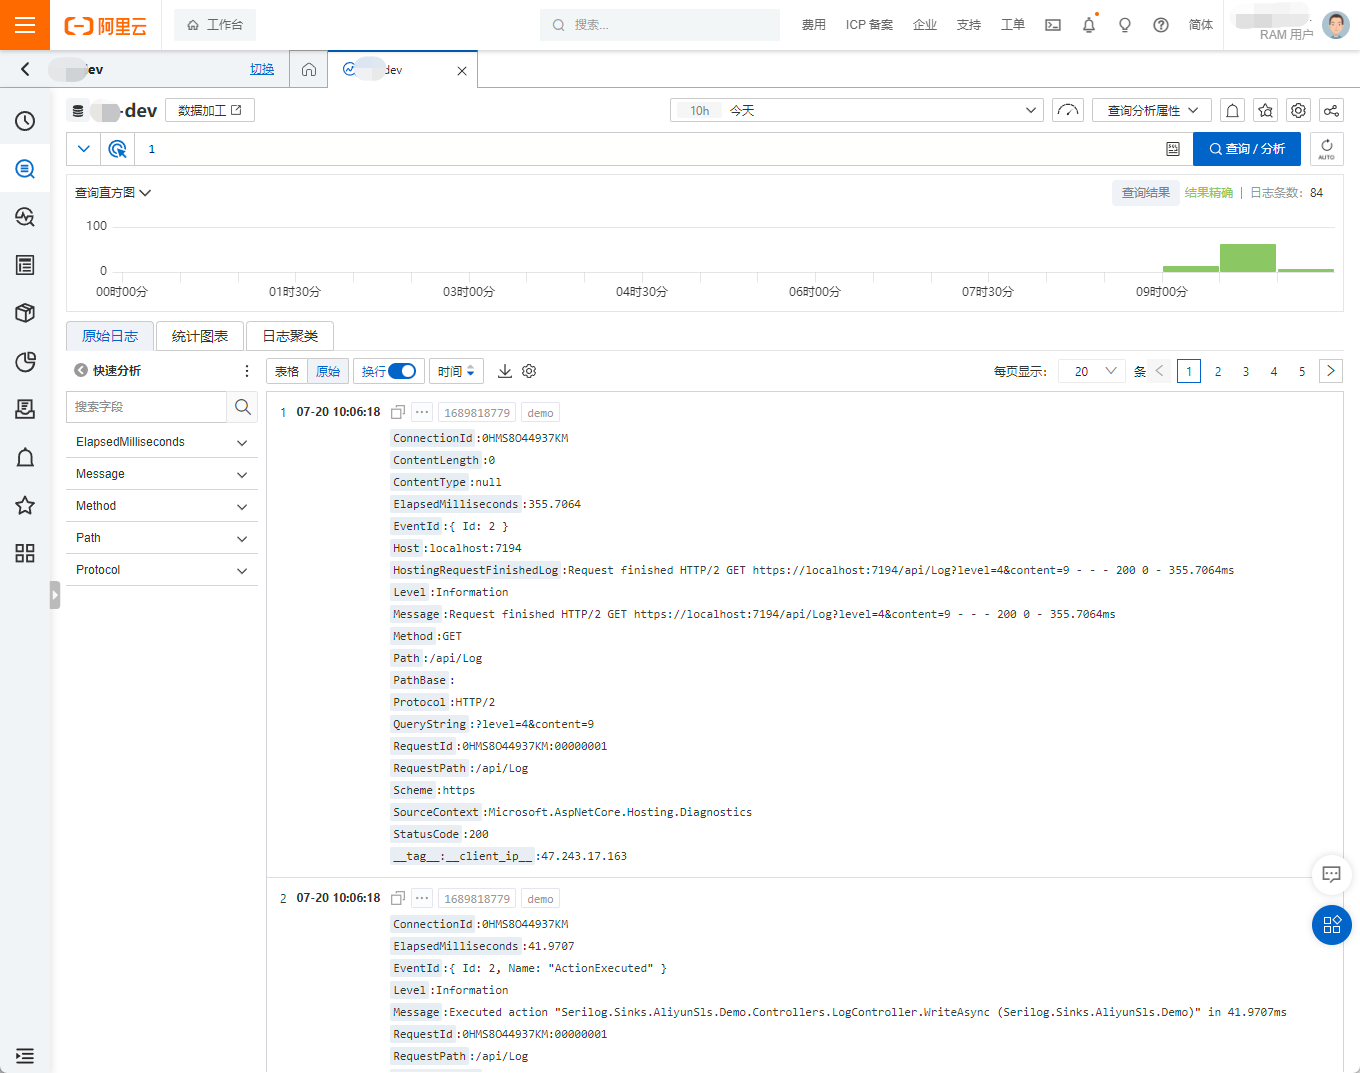 阿里云
工作台
搜索...
费用
ICP 备案
企业
支持
工单
简体
RAM 用户
ev
切换
dev
-dev
数据加工
10h 今天
查询分析属性
1
查询 / 分析
AUTO
查询直方图
查询结果
结果精确
日志条数: 84
100
0
00时00分
01时30分
03时00分
04时30分
06时00分
07时30分
09时00分
原始日志
统计图表
日志聚类
快速分析
表格
原始
换行
时间
每页显示:
20
条
1
2
3
4
5
搜索字段
ElapsedMilliseconds
Message
Method
Path
Protocol
1 07-20 10:06:18 ... 1689818779 demo
ConnectionId :0HMS8O44937KM
ContentLength :0
ContentType :null
ElapsedMilliseconds :355.7064
EventId :{ Id: 2 }
Host :localhost:7194
HostingRequestFinishedLog :Request finished HTTP/2 GET https://localhost:7194/api/Log?level=4&content=9 - - - 200 0 - 355.7064ms
Level :Information
Message :Request finished HTTP/2 GET https://localhost:7194/api/Log?level=4&content=9 - - - 200 0 - 355.7064ms
Method :GET
Path :/api/Log
PathBase :
Protocol :HTTP/2
QueryString :?level=4&content=9
RequestId :0HMS8O44937KM:00000001
RequestPath :/api/Log
Scheme :https
SourceContext :Microsoft.AspNetCore.Hosting.Diagnostics
StatusCode :200
__tag__:__client_ip__ :47.243.17.163
2 07-20 10:06:18 ... 1689818779 demo
ConnectionId :0HMS8O44937KM
ElapsedMilliseconds :41.9707
EventId :{ Id: 2, Name: "ActionExecuted" }
Level :Information
Message :Executed action "Serilog.Sinks.AliyunSls.Demo.Controllers.LogController.WriteAsync (Serilog.Sinks.AliyunSls.Demo)" in 41.9707ms
RequestId :0HMS8O44937KM:00000001
RequestPath :/api/Log